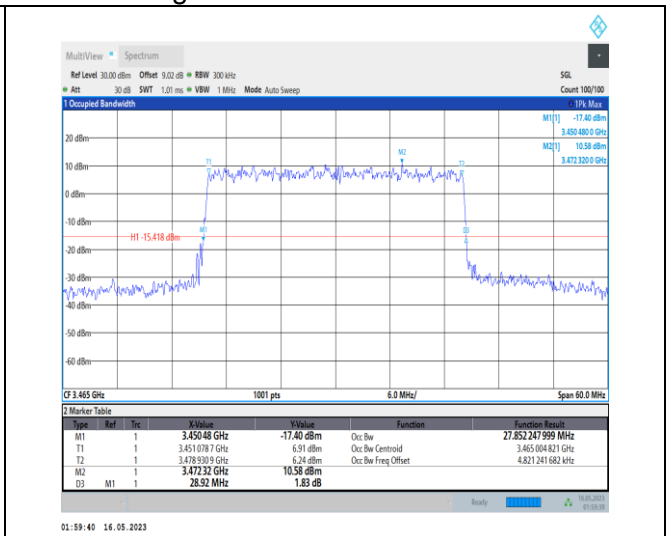 MultiView Spectrum
Ref Level 30.00 dBm Offset 9.02 dB RBW 300 kHz SGL
Att 30 dB SWT 1.01 ms VBW 1 MHz Mode Auto Sweep Count 100/100
1 Occupied Bandwidth 1Pk Max
M1[1] -17.40 dBm
3.450 480 0 GHz
M2[1] 10.58 dBm
3.472 320 0 GHz
20 dBm
M2
T1
T2
10 dBm
0 dBm
-10 dBm
M1
D3
H1 -15.418 dBm
-20 dBm
-30 dBm
-40 dBm
-50 dBm
-60 dBm
CF 3.465 GHz 1001 pts 6.0 MHz/ Span 60.0 MHz
2 Marker Table
Type Ref Trc X-Value Y-Value Function Function Result
M1 1 3.45048 GHz -17.40 dBm Occ Bw 27.852 247 999 MHz
T1 1 3.451 078 7 GHz 6.91 dBm Occ Bw Centroid 3.465 004 821 GHz
T2 1 3.478 930 9 GHz 6.24 dBm Occ Bw Freq Offset 4.821 241 682 kHz
M2 1 3.472 32 GHz 10.58 dBm
D3 M1 1 28.92 MHz 1.83 dB
Ready 16.05.2023
01:59:39
01:59:40 16.05.2023